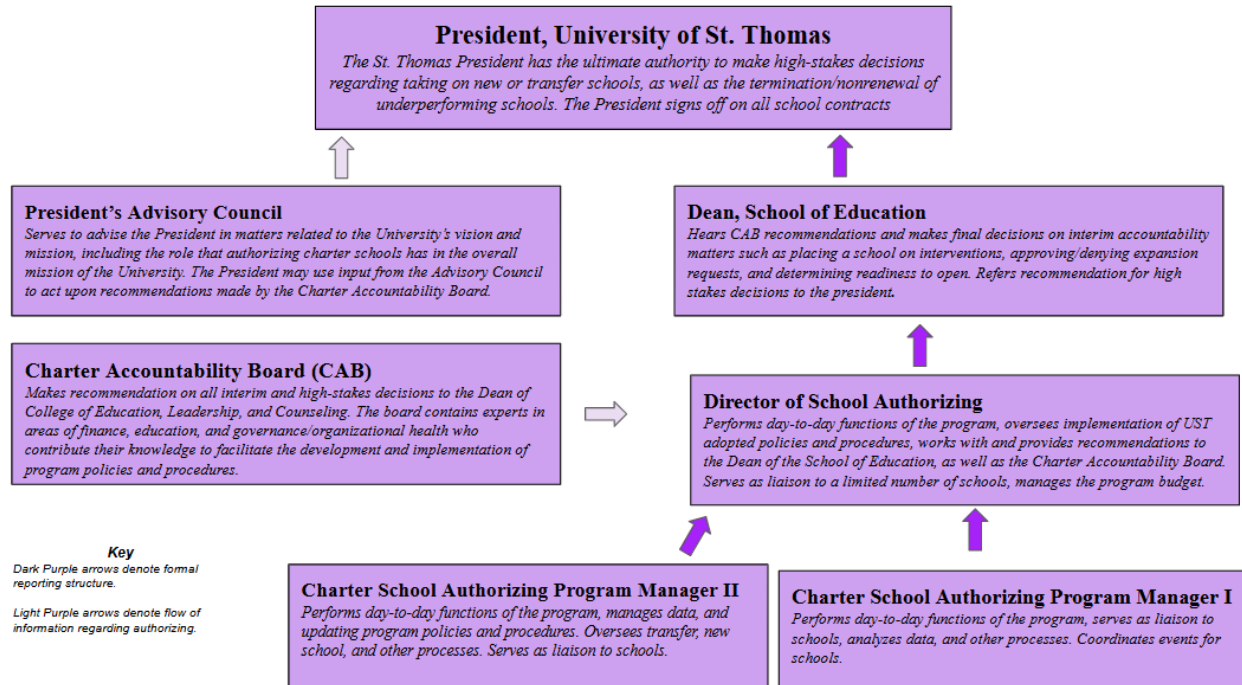 President, University of St. Thomas
The St. Thomas President has the ultimate authority to make high-stakes decisions
regarding taking on new or transfer schools, as well as the termination/nonrenewal of
underperforming schools. The President signs off on all school contracts
President's Advisory Council
Serves to advise the President in matters related to the University's vision and
mission, including the role that authorizing charter schools has in the overall
mission of the University. The President may use input from the Advisory Council
to act upon recommendations made by the Charter Accountability Board.
Dean, School of Education
Hears CAB recommendations and makes final decisions on interim accountability
matters such as placing a school on interventions, approving/denying expansion
requests, and determining readiness to open. Refers recommendation for high
stakes decisions to the president.
Charter Accountability Board (CAB)
Makes recommendation on all interim and high-stakes decisions to the Dean of
College of Education, Leadership, and Counseling. The board contains experts in
areas of finance, education, and governance/organizational health who
contribute their knowledge to facilitate the development and implementation of
program policies and procedures.
Director of School Authorizing
Performs day-to-day functions of the program, oversees implementation of UST
adopted policies and procedures, works with and provides recommendations to
the Dean of the School of Education, as well as the Charter Accountability Board.
Serves as liaison to a limited number of schools, manages the program budget.
Key
Dark Purple arrows denote formal
reporting structure.
Light Purple arrows denote flow of
information regarding authorizing.
Charter School Authorizing Program Manager II
Performs day-to-day functions of the program, manages data, and
updating program policies and procedures. Oversees transfer, new
school, and other processes. Serves as liaison to schools.
Charter School Authorizing Program Manager I
Performs day-to-day functions of the program, serves as liaison to
schools, analyzes data, and other processes. Coordinates events for
schools.